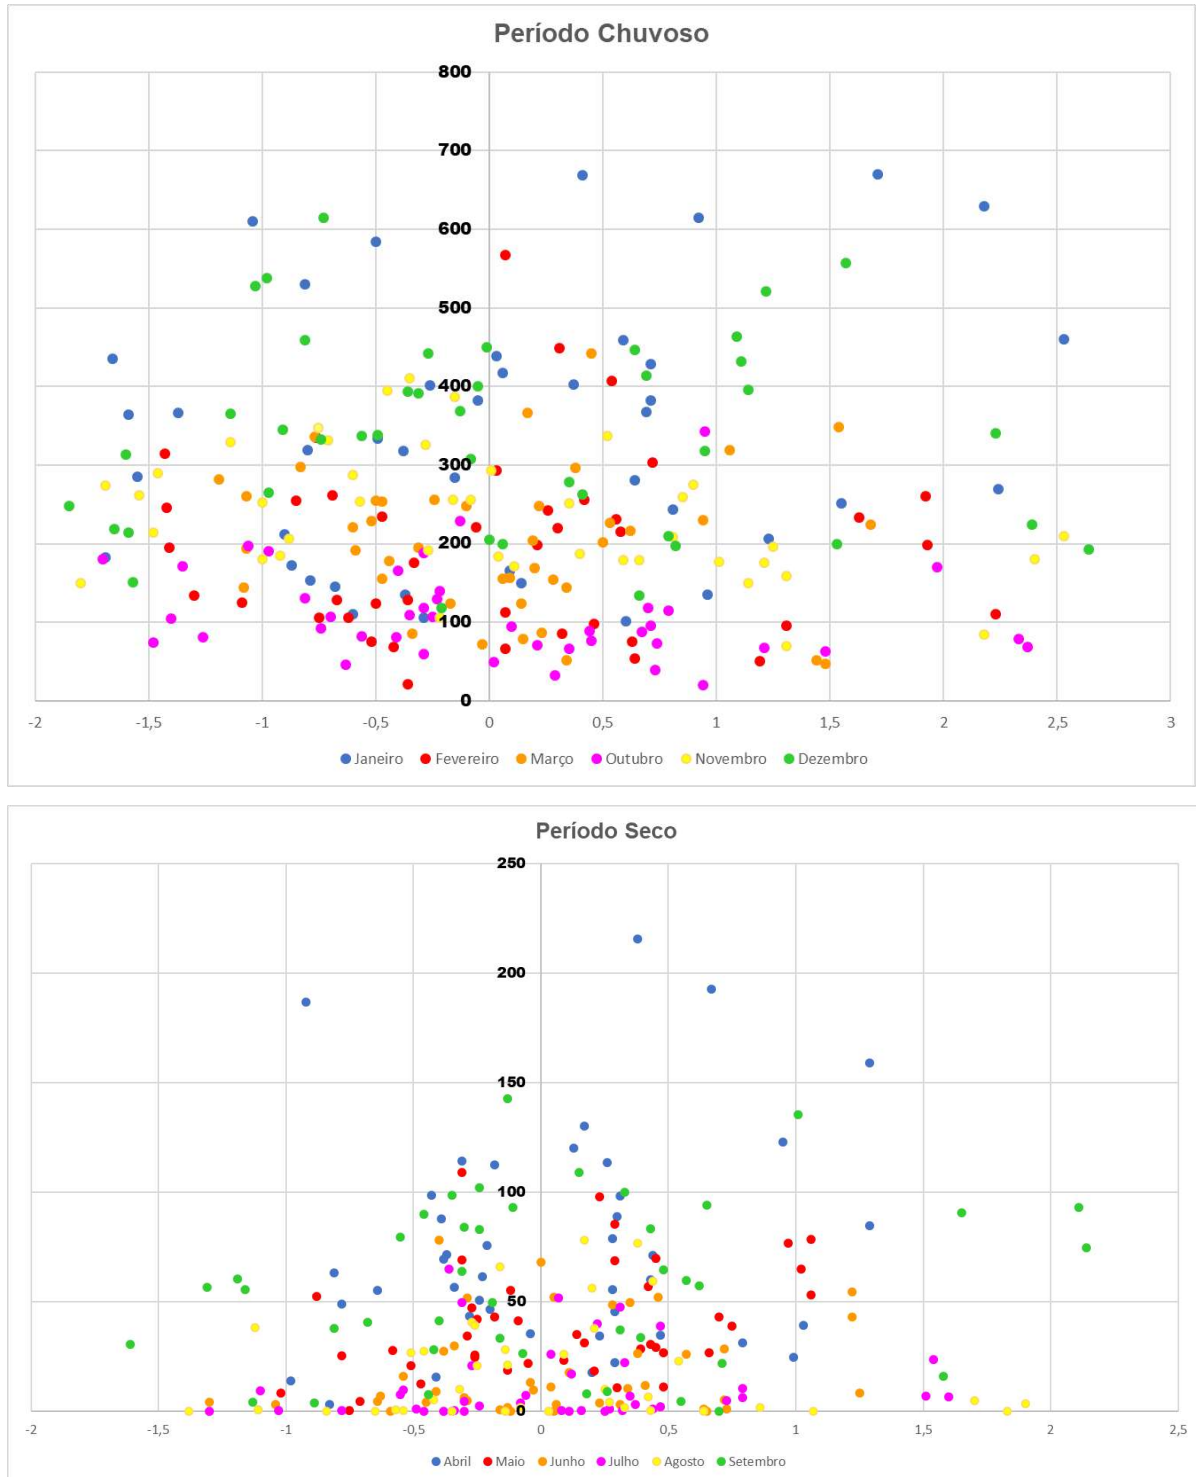 Período Chuvoso
800
700
600
500
400
300
200
100
0
-2 -1,5 -1 -0,5 0 0,5 1 1,5 2 2,5 3
Janeiro Fevereiro Março Outubro Novembro Dezembro
Período Seco
250
200
150
100
50
0
-2 -1,5 -1 -0,5 0 0,5 1 1,5 2 2,5
Abril Maio Junho Julho Agosto Setembro